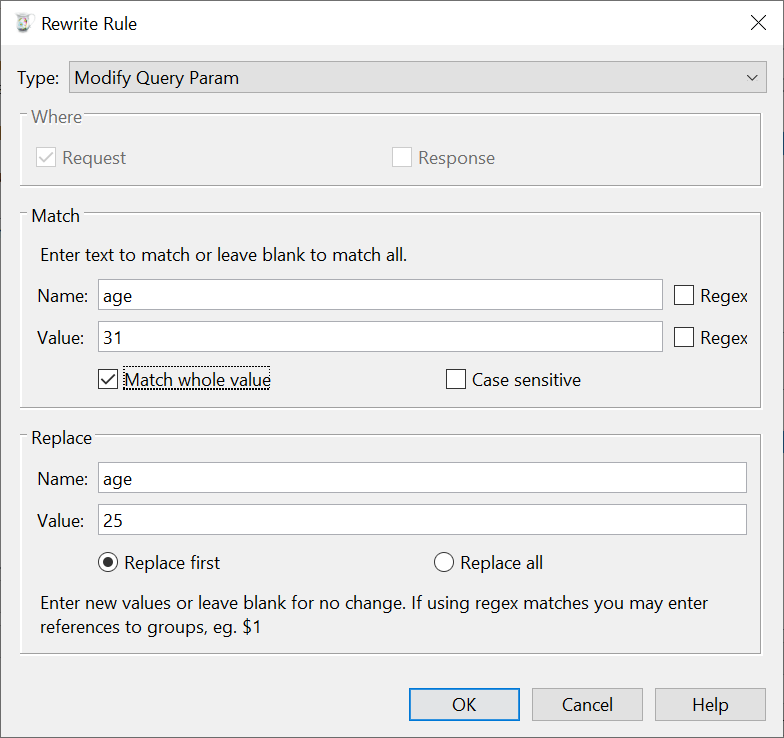 Rewrite Rule
Type: Modify Query Param
Where
Request Response
Match
Enter text to match or leave blank to match all.
Name: age Regex
Value: 31 Regex
Match whole value Case sensitive
Replace
Name: age
Value: 25
Replace first Replace all
Enter new values or leave blank for no change. If using regex matches you may enter
references to groups, eg. $1
OK Cancel Help